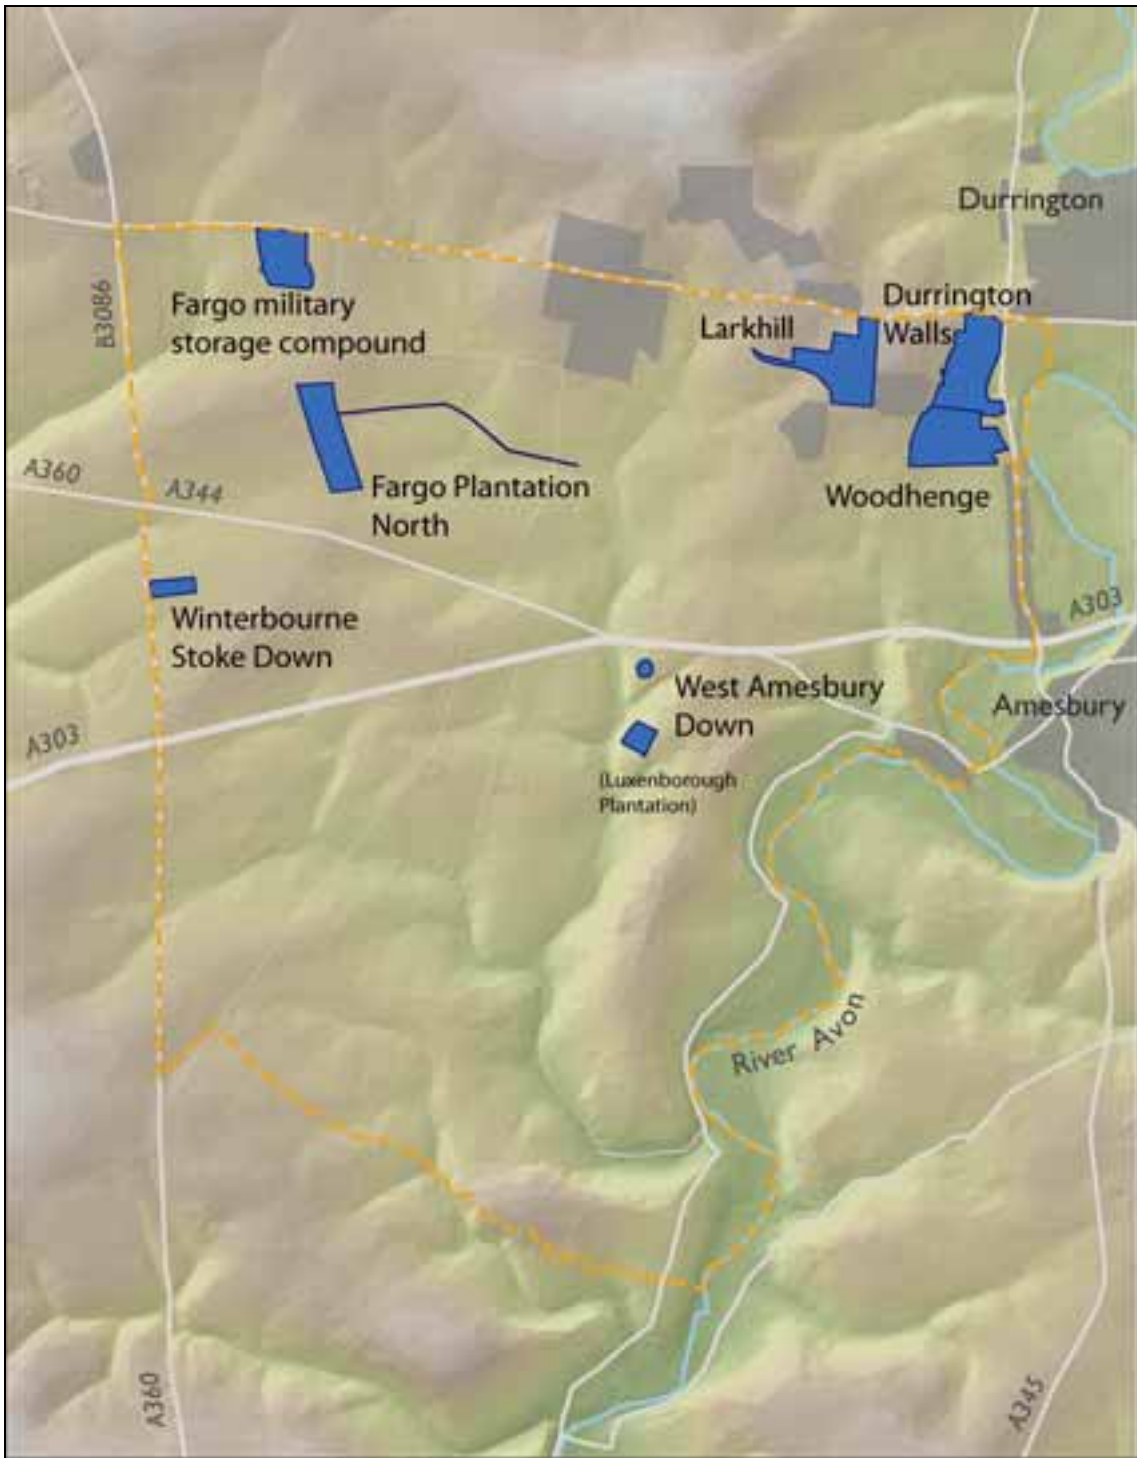 Durrington
B3086
Fargo military
storage compound
Durrington
Walls
Larkhill
A360
A344
Fargo Plantation
North
Woodhenge
A303
Winterbourne
Stoke Down
West Amesbury
Down
Amesbury
A303
(Luxenborough
Plantation)
River Avon
A360
A345